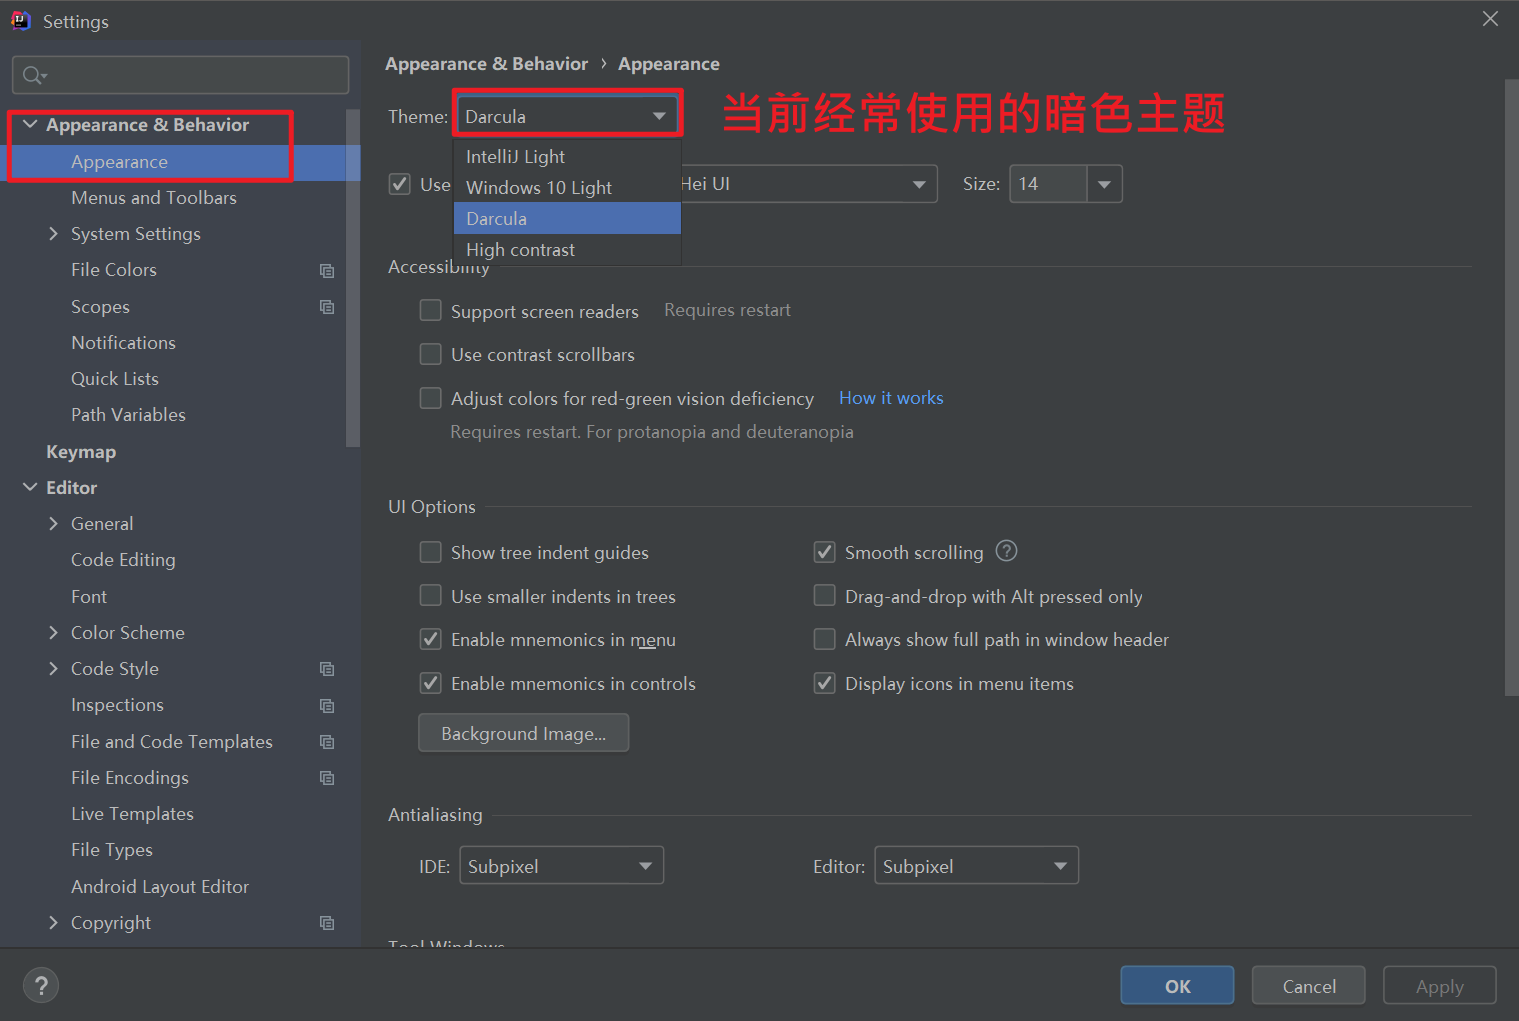 Settings
Appearance & Behavior
Appearance
Menus and Toolbars
System Settings
File Colors
Scopes
Notifications
Quick Lists
Path Variables
Keymap
Editor
General
Code Editing
Font
Color Scheme
Code Style
Inspections
File and Code Templates
File Encodings
Live Templates
File Types
Android Layout Editor
Copyright
Appearance & Behavior › Appearance
Theme: Darcula 当前经常使用的暗色主题
IntelliJ Light
Windows 10 Light
Darcula
High contrast
Use Hei UI Size: 14
Accessibility
Support screen readers Requires restart
Use contrast scrollbars
Adjust colors for red-green vision deficiency How it works
Requires restart. For protanopia and deuteranopia
UI Options
Show tree indent guides Smooth scrolling ?
Use smaller indents in trees Drag-and-drop with Alt pressed only
Enable mnemonics in menu Always show full path in window header
Enable mnemonics in controls Display icons in menu items
Background Image...
Antialiasing
IDE: Subpixel Editor: Subpixel
Tool Windows
? OK Cancel Apply